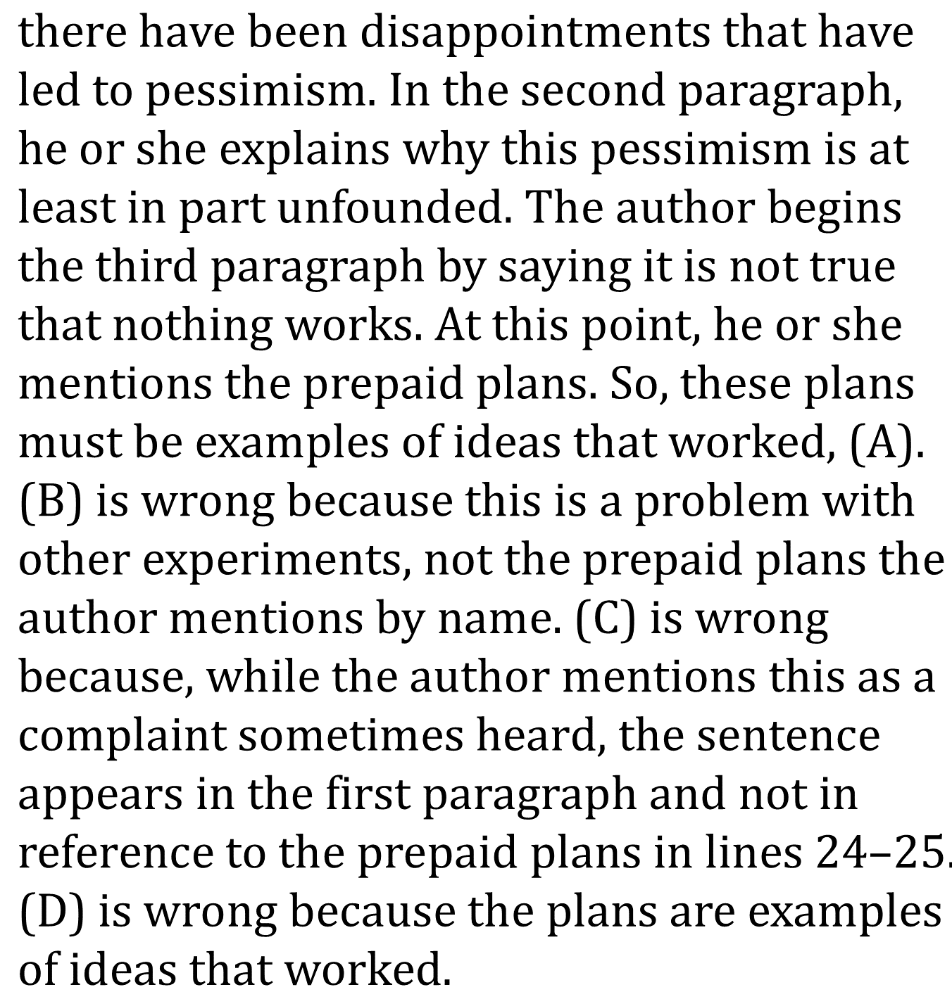 there have been disappointments that have
led to pessimism. In the second paragraph,
he or she explains why this pessimism is at
least in part unfounded. The author begins
the third paragraph by saying it is not true
that nothing works. At this point, he or she
mentions the prepaid plans. So, these plans
must be examples of ideas that worked, (A).
(B) is wrong because this is a problem with
other experiments, not the prepaid plans the
author mentions by name. (C) is wrong
because, while the author mentions this as a
complaint sometimes heard, the sentence
appears in the first paragraph and not in
reference to the prepaid plans in lines 24–25.
(D) is wrong because the plans are examples
of ideas that worked.